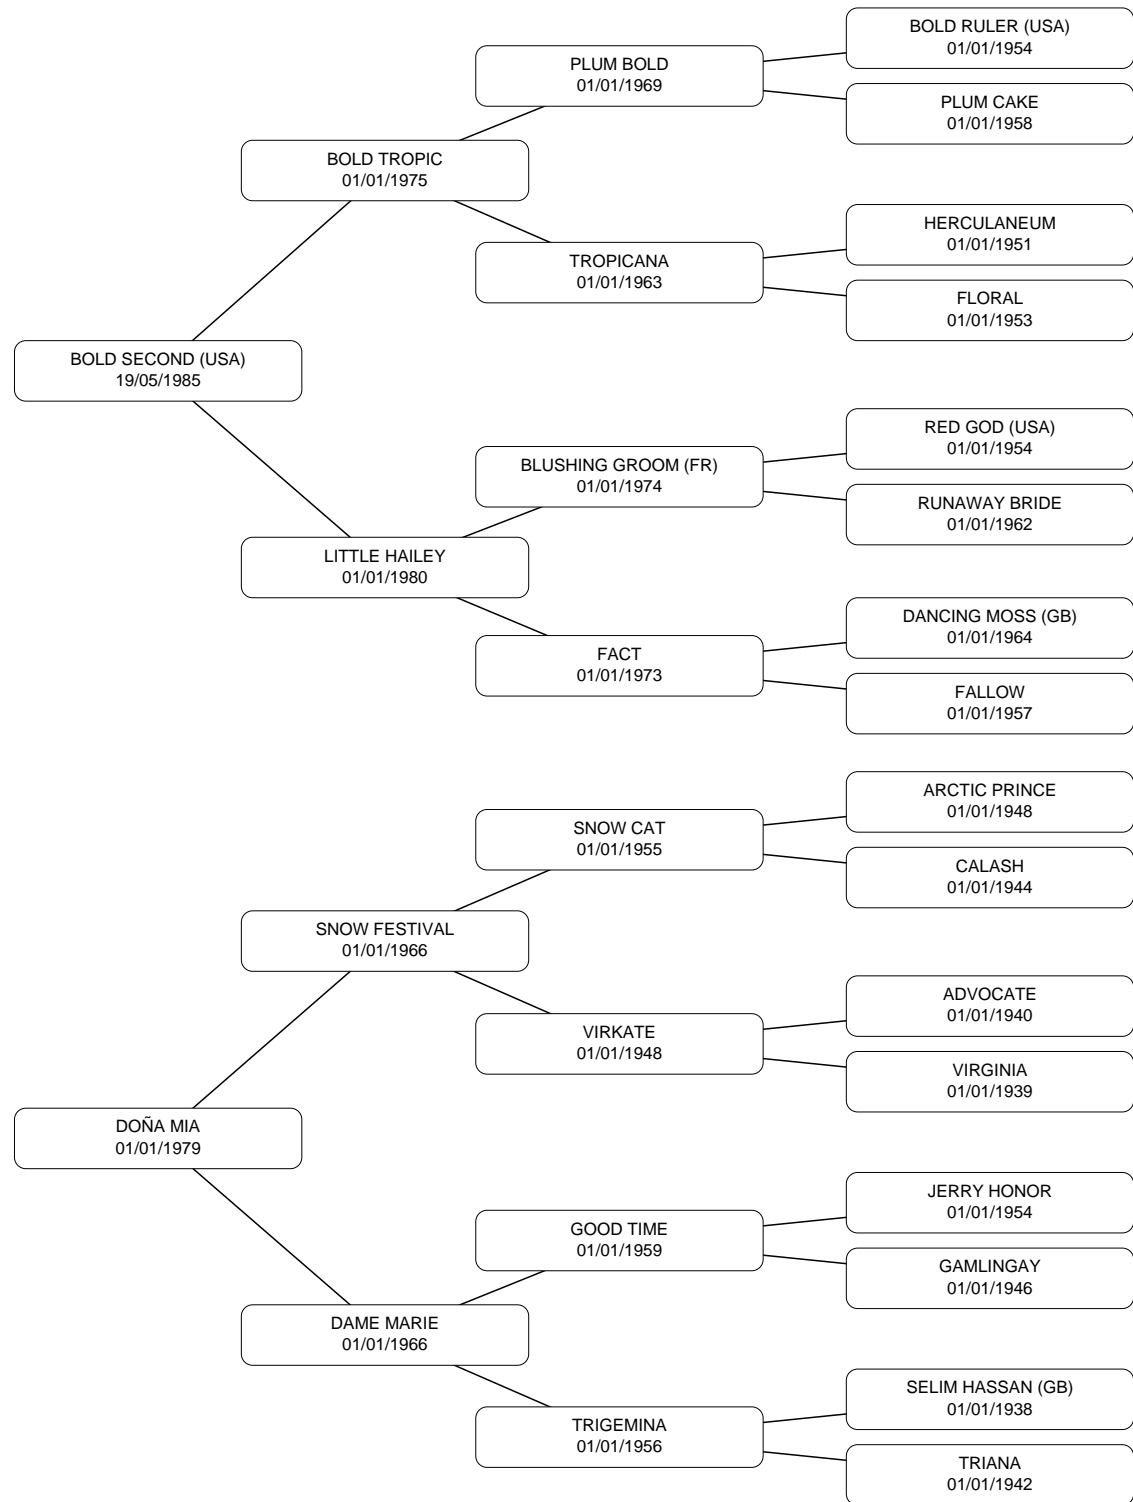 BOLD RULER (USA)
01/01/1954
PLUM BOLD
01/01/1969
PLUM CAKE
01/01/1958
BOLD TROPIC
01/01/1975
HERCULANEUM
01/01/1951
TROPICANA
01/01/1963
FLORAL
01/01/1953
BOLD SECOND (USA)
19/05/1985
RED GOD (USA)
01/01/1954
BLUSHING GROOM (FR)
01/01/1974
RUNAWAY BRIDE
01/01/1962
LITTLE HAILEY
01/01/1980
DANCING MOSS (GB)
01/01/1964
FACT
01/01/1973
FALLOW
01/01/1957
ARCTIC PRINCE
01/01/1948
SNOW CAT
01/01/1955
CALASH
01/01/1944
SNOW FESTIVAL
01/01/1966
ADVOCATE
01/01/1940
VIRKATE
01/01/1948
VIRGINIA
01/01/1939
DOÑA MIA
01/01/1979
JERRY HONOR
01/01/1954
GOOD TIME
01/01/1959
GAMLINGAY
01/01/1946
DAME MARIE
01/01/1966
SELIM HASSAN (GB)
01/01/1938
TRIGEMINA
01/01/1956
TRIANA
01/01/1942